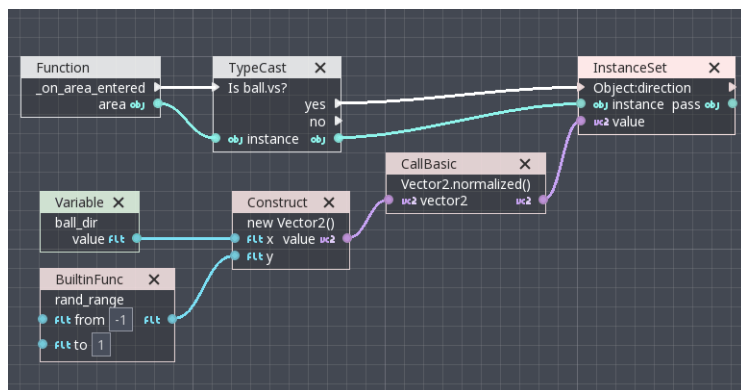 Function
_on_area_entered
area obj
TypeCast X
Is ball.vs?
yes
no
obj instance obj
InstanceSet X
Object:direction
obj instance pass obj
vc2 value
CallBasic X
Vector2.normalized()
vc2 vector2 vc2
Variable X
ball_dir
value Flt
Construct X
new Vector2()
Flt x value vc2
Flt y
BuiltinFunc X
rand_range
Flt from -1 Flt
Flt to 1